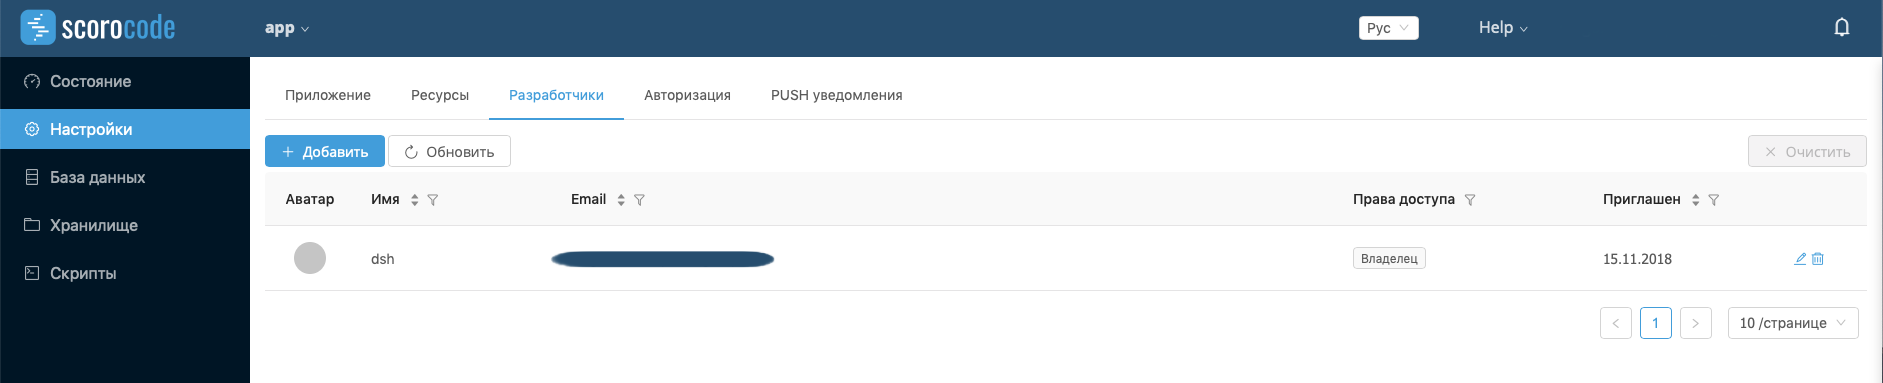 scorocode app Рус Help
Состояние
Настройки
База данных
Хранилище
Скрипты
Приложение Ресурсы Разработчики Авторизация PUSH уведомления
Добавить Обновить Очистить
Аватар Имя Email Права доступа Приглашен
dsh Владелец 15.11.2018
1 10 /странице